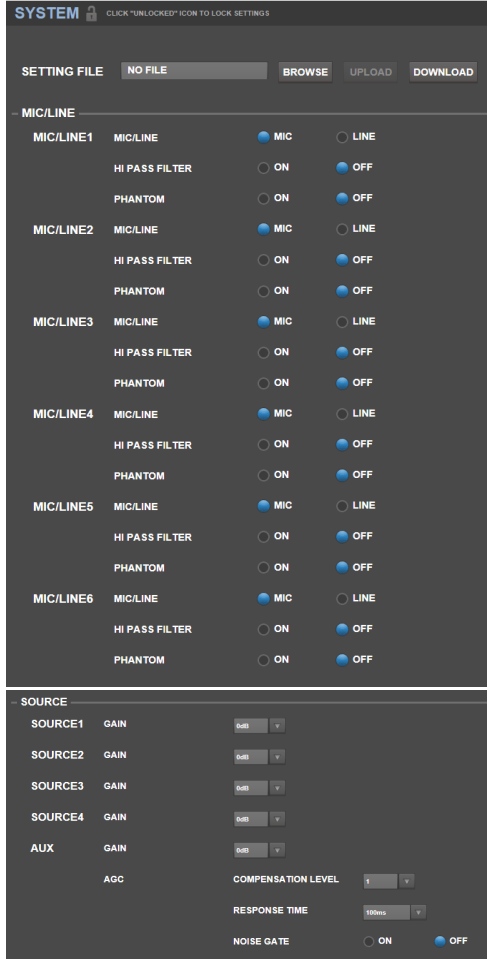 SYSTEM CLICK "UNLOCKED" ICON TO LOCK SETTINGS
SETTING FILE NO FILE BROWSE UPLOAD DOWNLOAD
MIC/LINE
MIC/LINE1 MIC/LINE MIC LINE
HI PASS FILTER ON OFF
PHANTOM ON OFF
MIC/LINE2 MIC/LINE MIC LINE
HI PASS FILTER ON OFF
PHANTOM ON OFF
MIC/LINE3 MIC/LINE MIC LINE
HI PASS FILTER ON OFF
PHANTOM ON OFF
MIC/LINE4 MIC/LINE MIC LINE
HI PASS FILTER ON OFF
PHANTOM ON OFF
MIC/LINE5 MIC/LINE MIC LINE
HI PASS FILTER ON OFF
PHANTOM ON OFF
MIC/LINE6 MIC/LINE MIC LINE
HI PASS FILTER ON OFF
PHANTOM ON OFF
SOURCE
SOURCE1 GAIN 0dB
SOURCE2 GAIN 0dB
SOURCE3 GAIN 0dB
SOURCE4 GAIN 0dB
AUX GAIN 0dB
AGC COMPENSATION LEVEL 1
RESPONSE TIME 100ms
NOISE GATE ON OFF